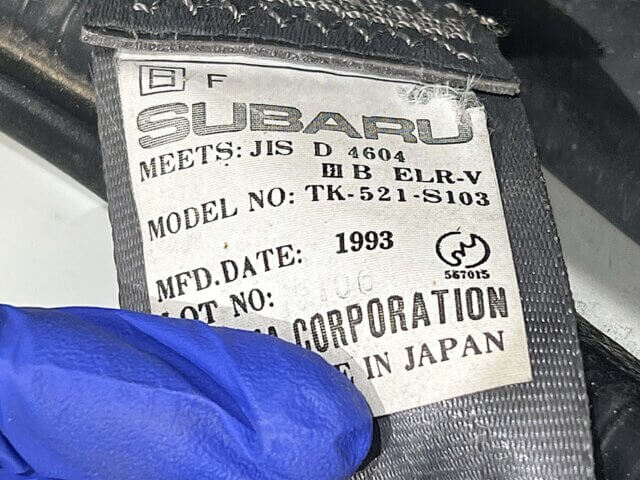 F
SUBARU
MEETS: JIS D 4604
III B ELR-V
MODEL NO: TK-521-S103
MFD.DATE: 1993
567015
LOT NO:
CORPORATION
IN JAPAN